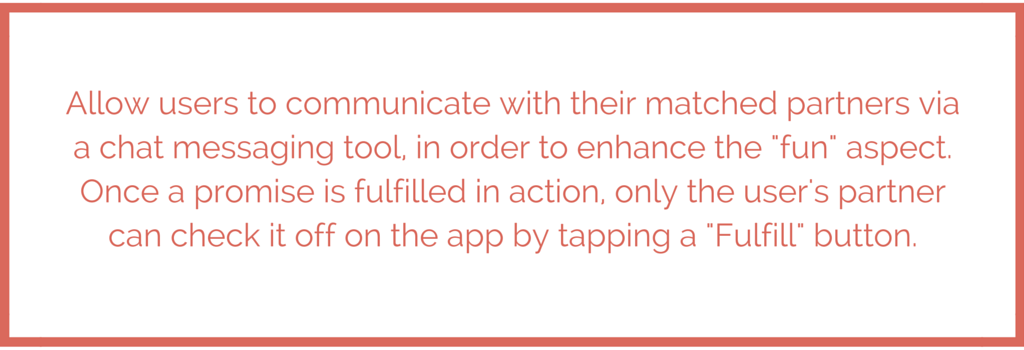 Allow users to communicate with their matched partners via
a chat messaging tool, in order to enhance the "fun" aspect.
Once a promise is fulfilled in action, only the user's partner
can check it off on the app by tapping a "Fulfill" button.